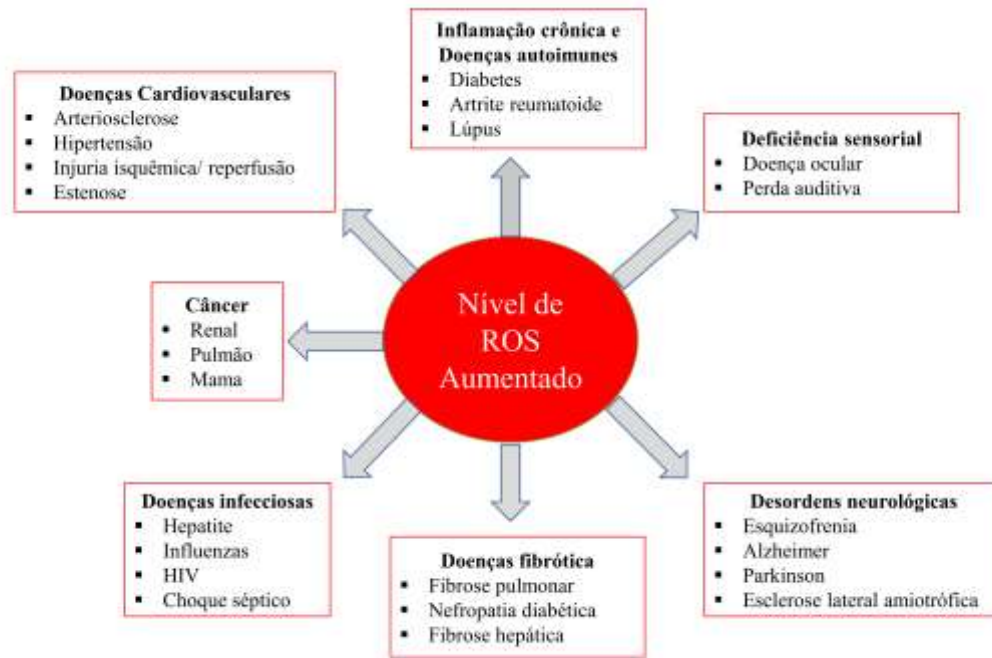 Inflamação crônica e
Doenças autoimunes
Diabetes
Artrite reumatoide
Lúpus
Doenças Cardiovasculares
Arteriosclerose
Hipertensão
Injuria isquêmica/ reperfusão
Estenose
Deficiência sensorial
Doença ocular
Perda auditiva
Nível de
ROS
Aumentado
Câncer
Renal
Pulmão
Mama
Doenças infecciosas
Hepatite
Influenzas
HIV
Choque séptico
Doenças fibrótica
Fibrose pulmonar
Nefropatia diabética
Fibrose hepática
Desordens neurológicas
Esquizofrenia
Alzheimer
Parkinson
Esclerose lateral amiotrófica